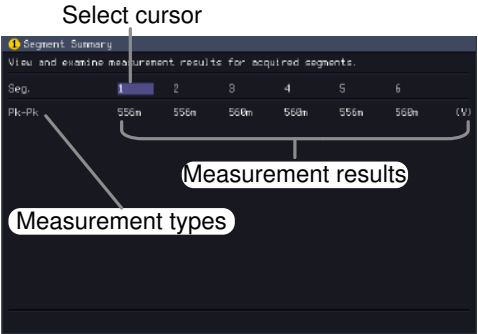 Select cursor
1 Segment Summary
View and examine measurement results for acquired segments.
Seg. 1 2 3 4 5 6
Pk-Pk 556m 556m 560m 560m 556m 560m (V)
Measurement results
Measurement types